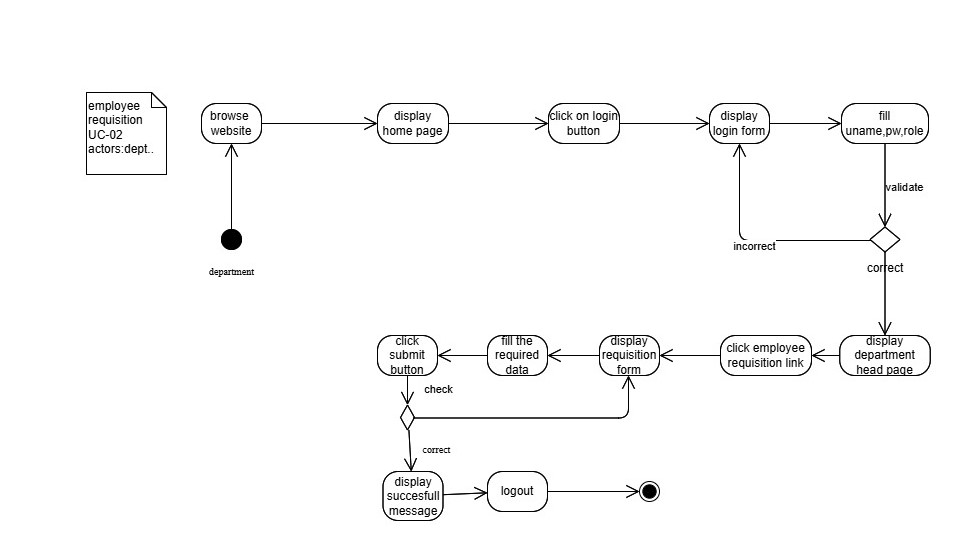 employee
requisition
UC-02
actors:dept..
browse
website
display
home page
click on login
button
display
login form
fill
uname,pw,role
validate
incorrect
correct
department
click
submit
button
fill the
required
data
display
requisition
form
click employee
requisition link
display
department
head page
check
correct
display
succesfull
message
logout